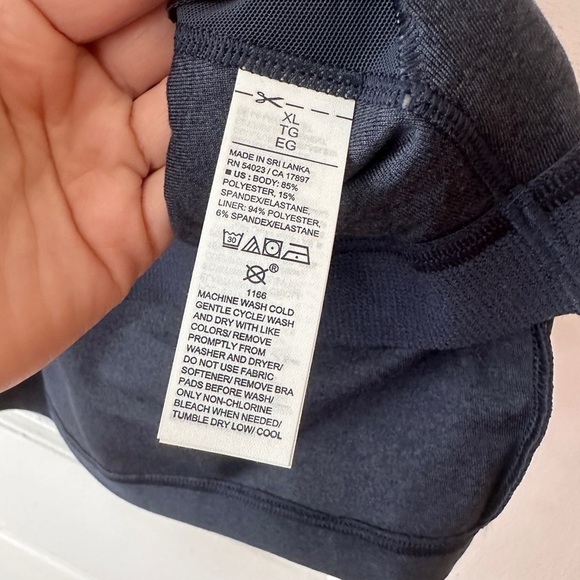 XL
TG
EG
MADE IN SRI LANKA
RN 54023 / CA 17897
■ US : BODY: 85%
POLYESTER, 15%
SPANDEX/ELASTANE,
LINER: 94% POLYESTER,
6% SPANDEX/ELASTANE
30
®
1166
MACHINE WASH COLD
GENTLE CYCLE/ WASH
AND DRY WITH LIKE
COLORS/ REMOVE
PROMPTLY FROM
WASHER AND DRYER/
DO NOT USE FABRIC
SOFTENER/ REMOVE BRA
PADS BEFORE WASH/
ONLY NON-CHLORINE
BLEACH WHEN NEEDED/
TUMBLE DRY LOW/ COOL